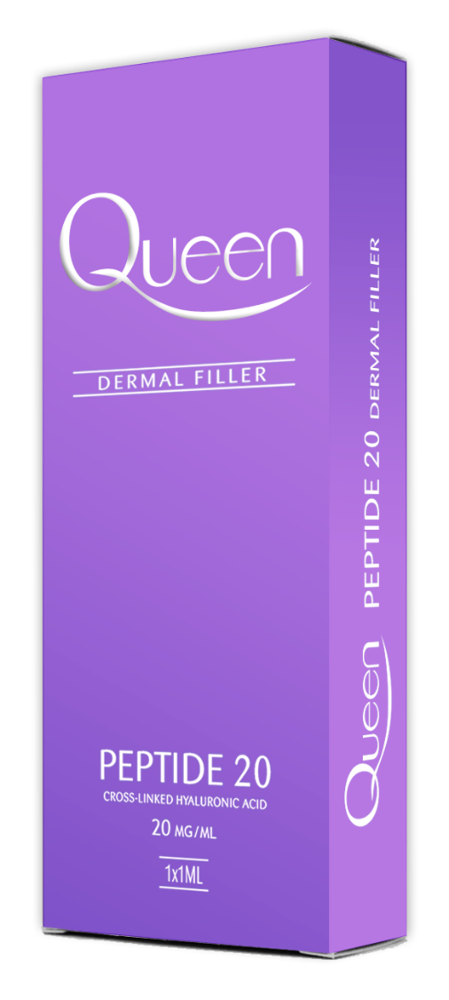 Queen
DERMAL FILLER
PEPTIDE 20
CROSS-LINKED HYALURONIC ACID
20 MG/ML
1x1ML
Queen PEPTIDE 20 DERMAL FILLER